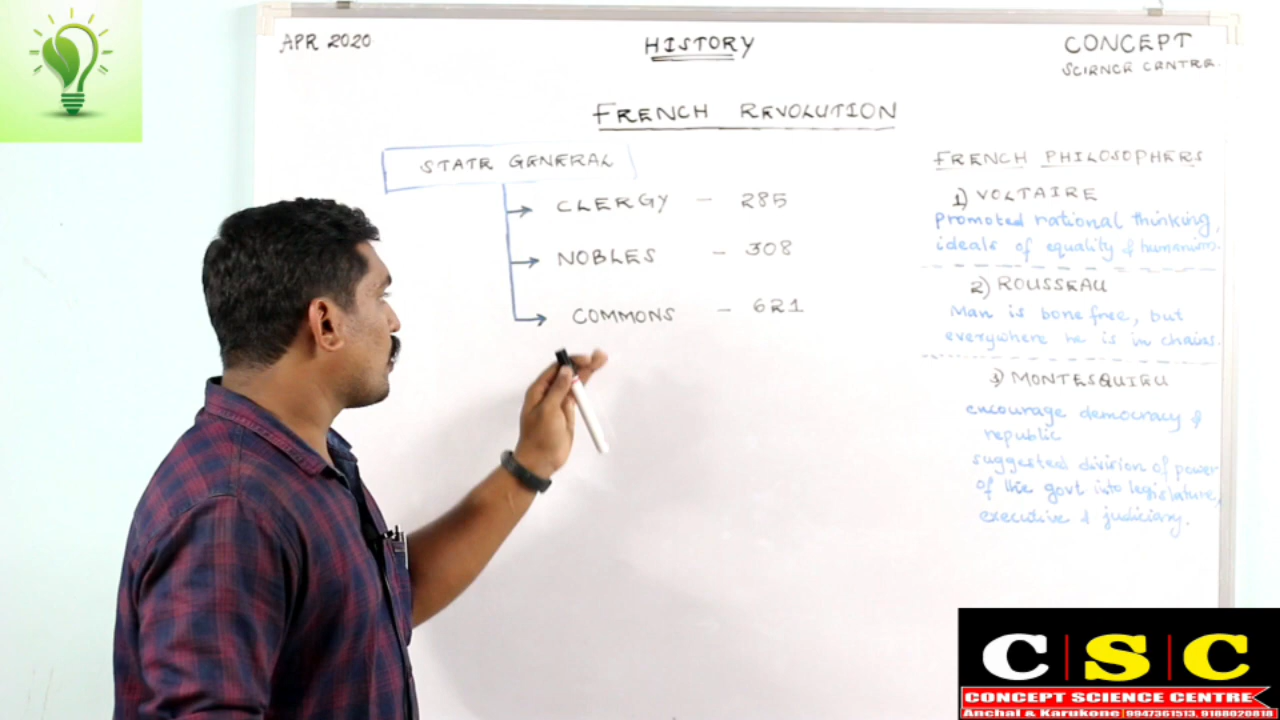 APR 2020
HISTORY
CONCEPT
SCIENCE CENTRE.
FRENCH REVOLUTION
STATE GENERAL
CLERGY - 285
NOBLES - 308
COMMONS - 621
FRENCH PHILOSOPHERS
1) VOLTAIRE
promoted rational thinking,
ideals of equality & humanism.
2) ROUSSEAU
Man is bone free, but
everywhere he is in chains.
3) MONTESQUIEU
encourage democracy &
republic
suggested division of power
of the govt into legislature,
executive & judiciary.
C|S|C
CONCEPT SCIENCE CENTRE
Anchal & Karukone | 9947361513, 9188020818